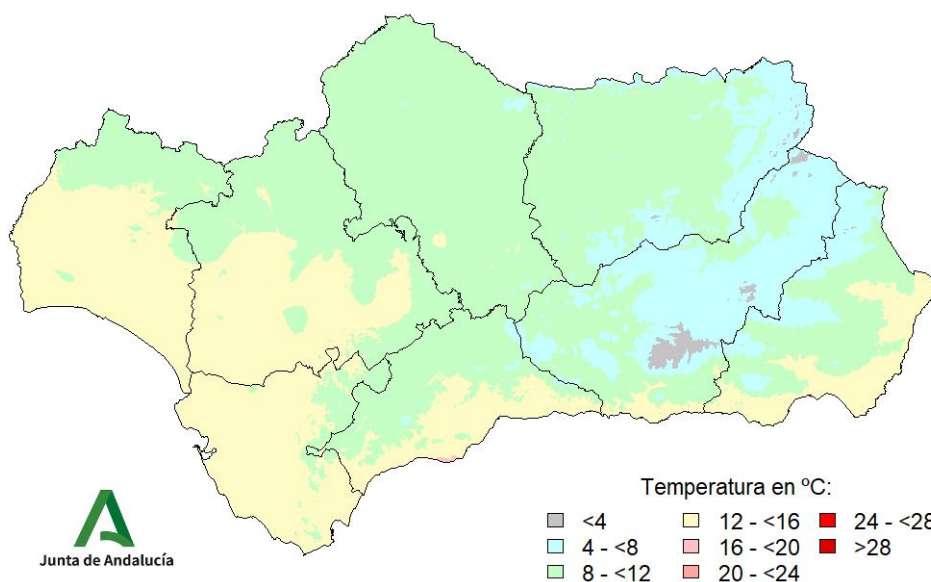 Temperatura en ºC:
<4
12 - <16
24 - <28
4 - <8
16 - <20
>28
8 - <12
20 - <24
Junta de Andalucía